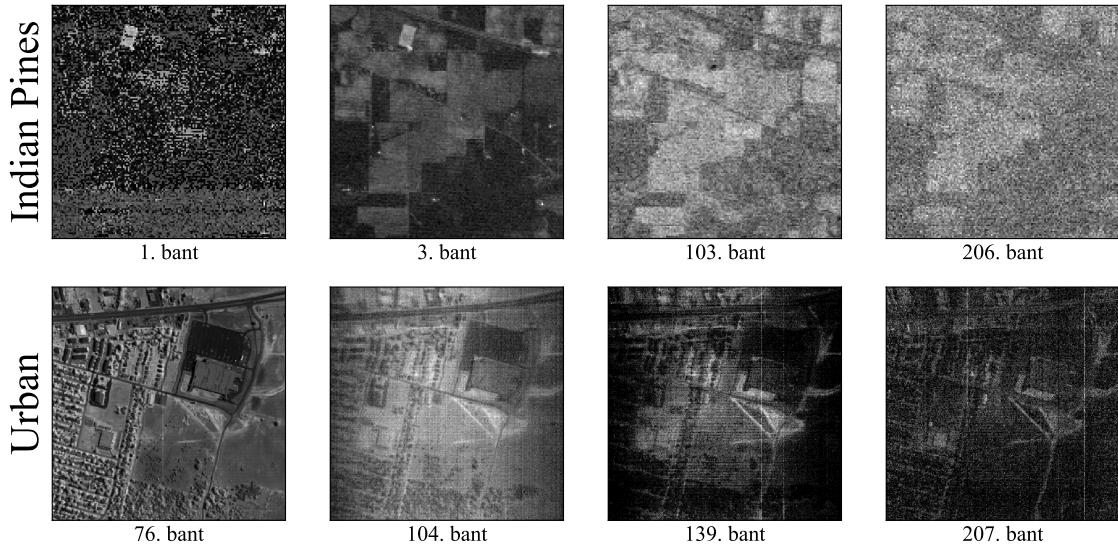 Indian Pines
1. bant
3. bant
103. bant
206. bant
Urban
76. bant
104. bant
139. bant
207. bant